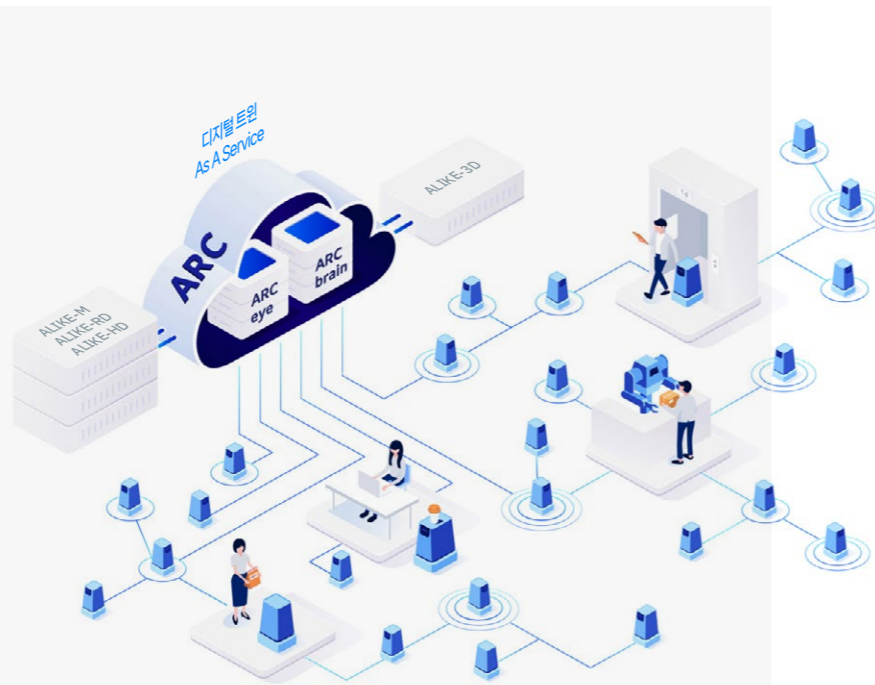 디지털 트윈
As A Service
ALIKE-3D
ARC
ARC
brain
ARC
eye
ALIKE-M
ALIKE-RD
ALIKE-HD